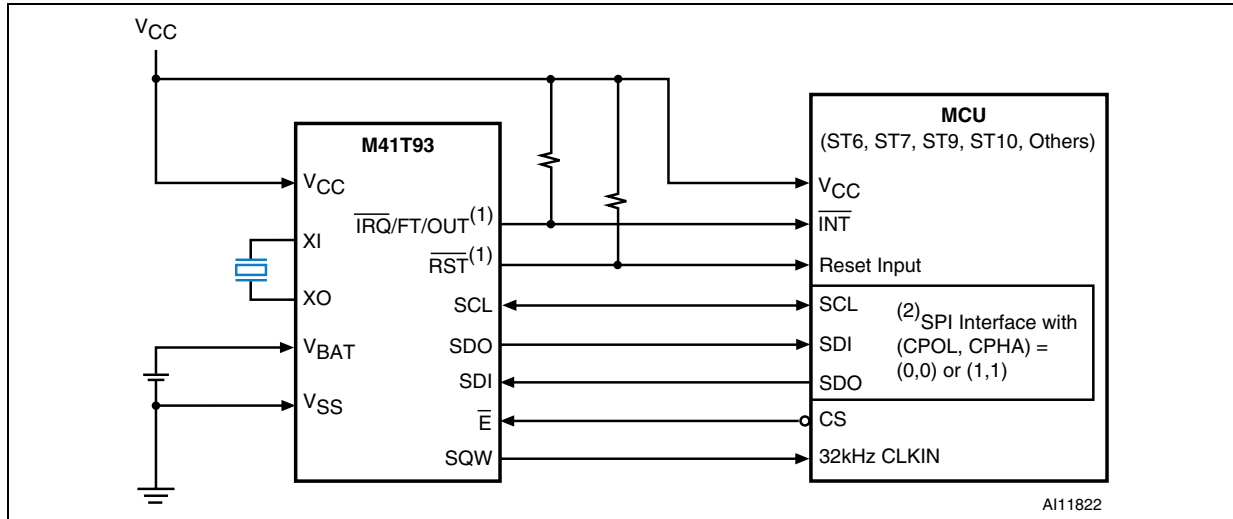 VCC
M41T93
VCC
XI
XO
VBAT
VSS
IRQ/FT/OUT(1)
RST(1)
SCL
SDO
SDI
E
SQW
MCU
(ST6, ST7, ST9, ST10, Others)
VCC
INT
Reset Input
SCL
SDI
SDO
(2)SPI Interface with
(CPOL, CPHA) =
(0,0) or (1,1)
CS
32kHz CLKIN
AI11822